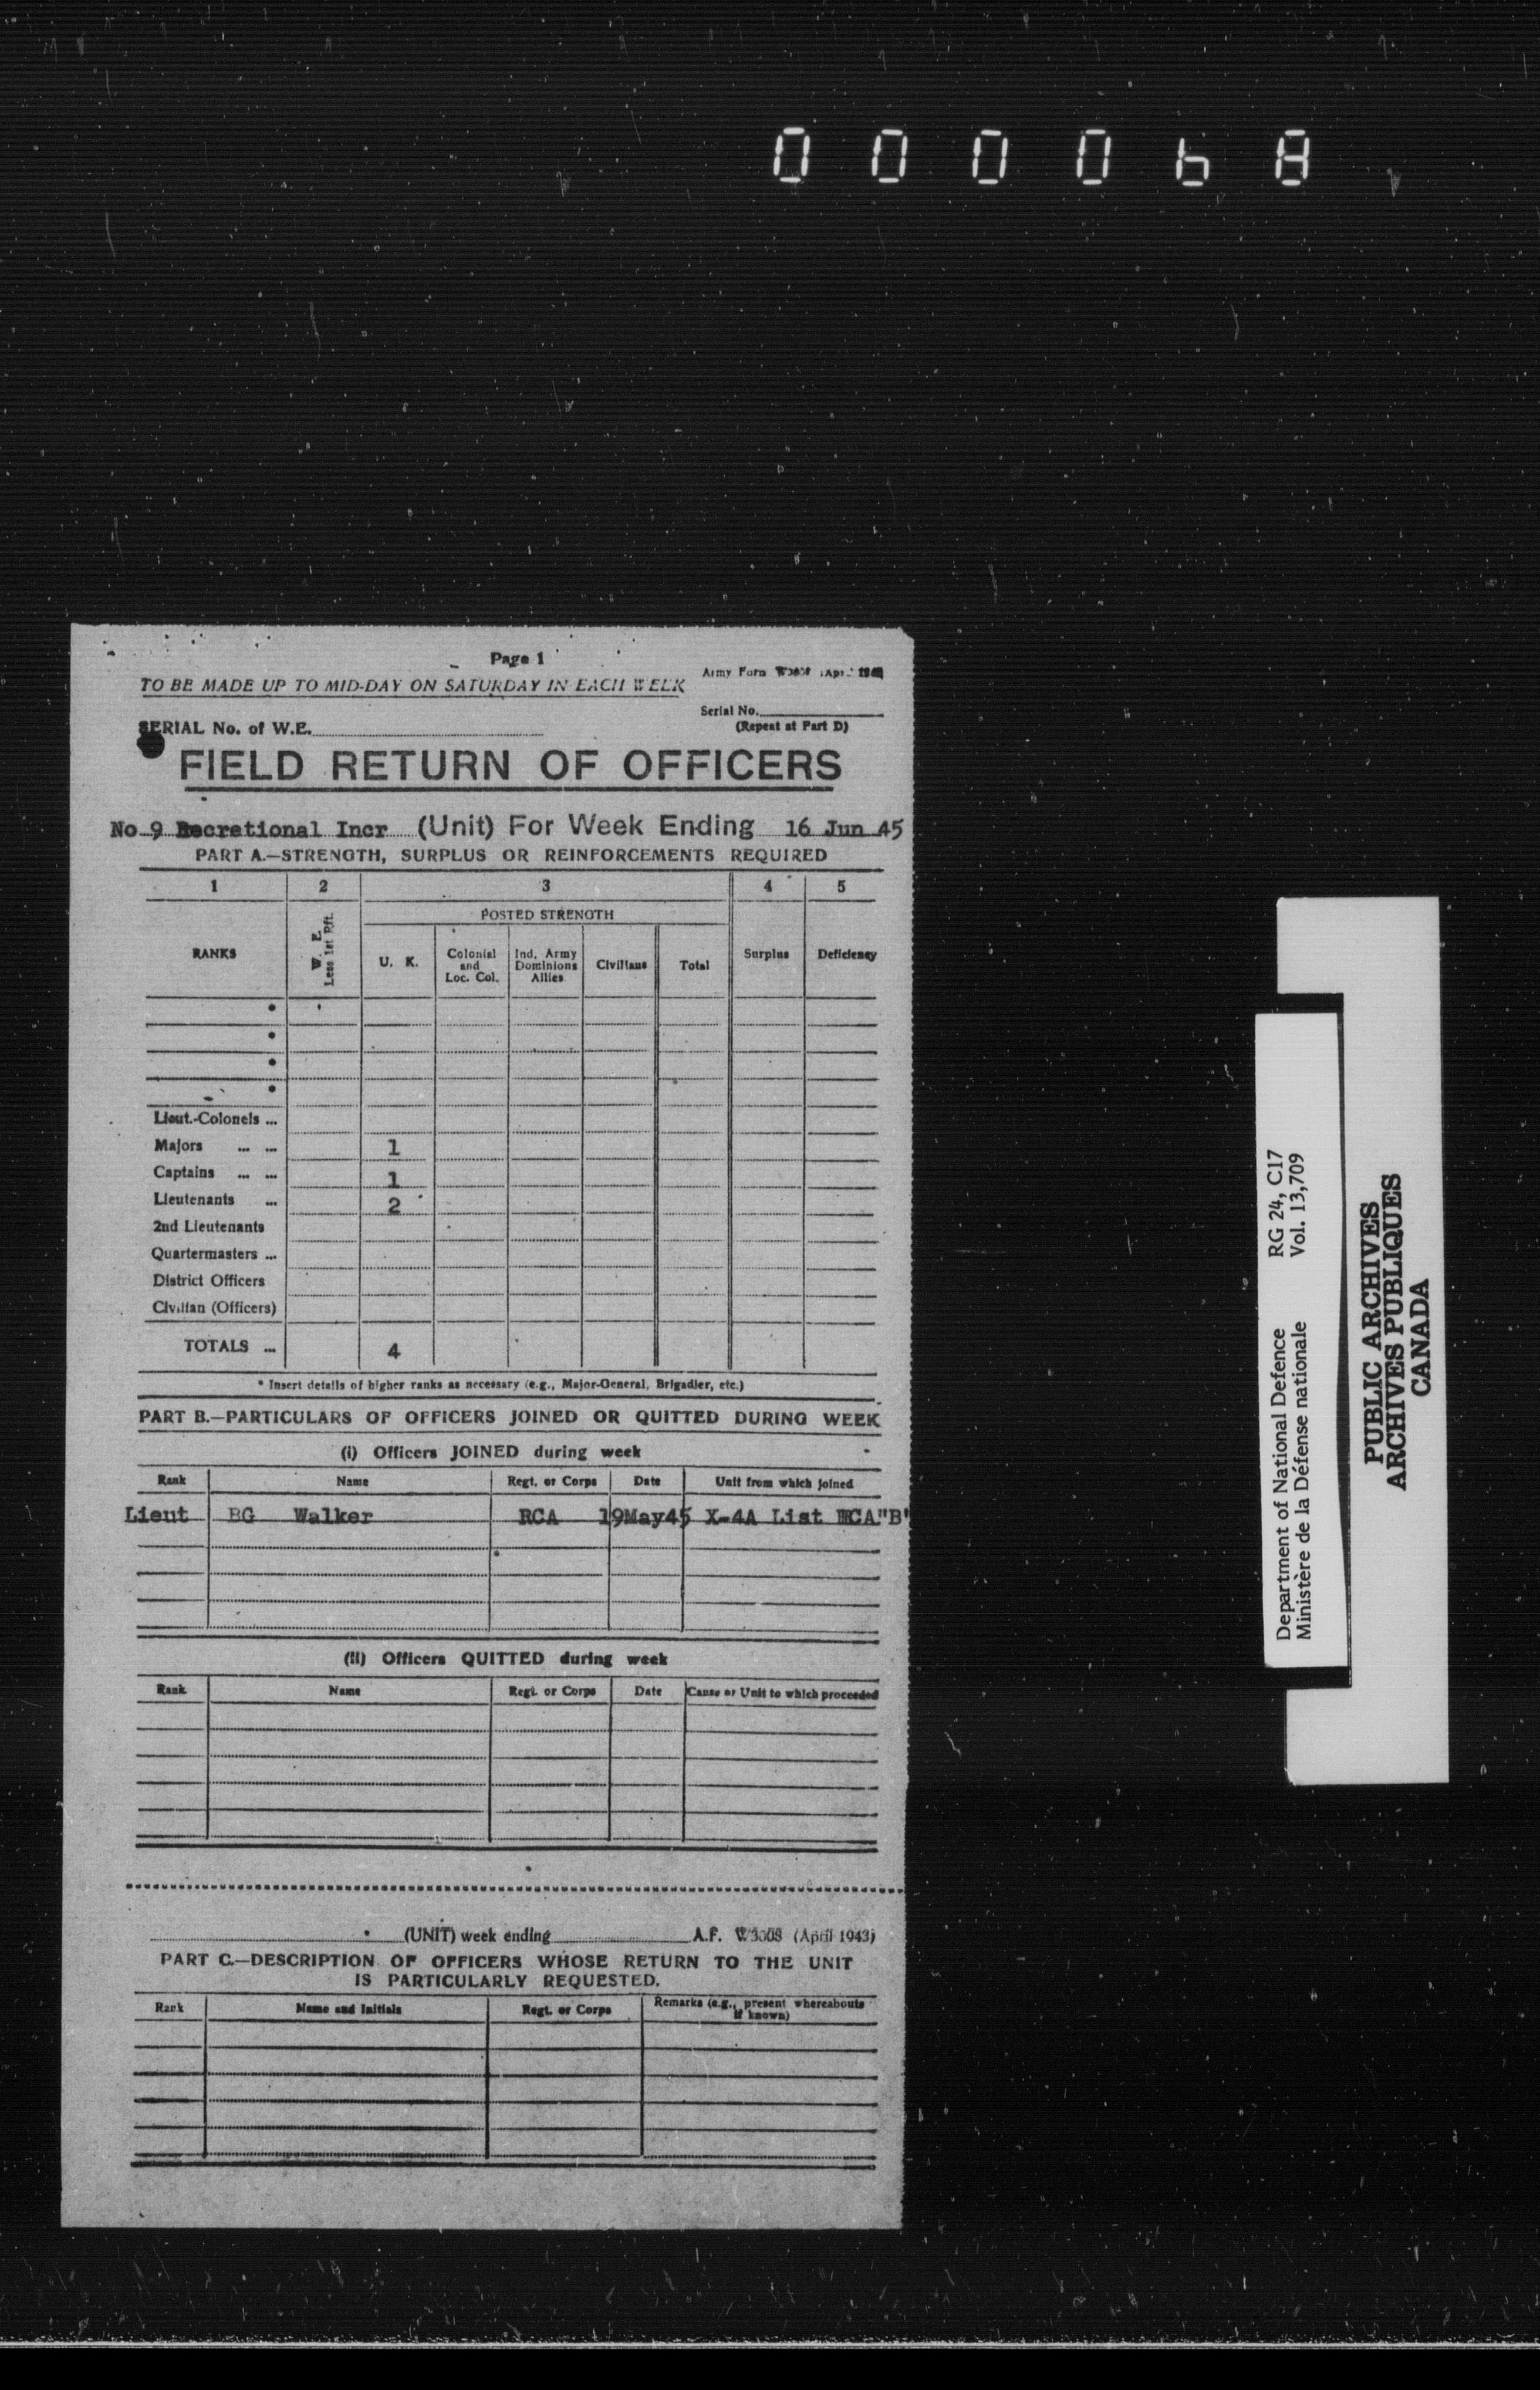 000068
Page 1
Army Form W3008 (April 1943)
TO BE MADE UP TO MID-DAY ON SATURDAY IN EACH WEEK
Serial No.
(Repeat at Part D)
SERIAL No. of W.E.
FIELD RETURN OF OFFICERS
No 9 Recretional Incr (Unit) For Week Ending 16 Jun 45
PART A.—STRENGTH, SURPLUS OR REINFORCEMENTS REQUIRED
1 2 3 4 5
POSTED STRENGTH
RANKS W. E. Less 1st Rft. U. K. Colonial and Loc. Col. Ind. Army Dominions Allies Civilians Total Surplus Deficiency
*
*
*
*
Lieut.-Colonels ...
Majors ... ... 1
Captains ... ... 1
Lieutenants ... 2
2nd Lieutenants
Quartermasters ...
District Officers
Civilian (Officers)
TOTALS ... 4
* Insert details of higher ranks as necessary (e.g., Major-General, Brigadier, etc.)
PART B.—PARTICULARS OF OFFICERS JOINED OR QUITTED DURING WEEK
(i) Officers JOINED during week
Rank Name Regt. or Corps Date Unit from which joined
Lieut BG Walker RCA 19May45 X-4A List "B"
(ii) Officers QUITTED during week
Rank Name Regt. or Corps Date Cause or Unit to which proceeded
(UNIT) week ending A.F. W3008 (April 1943)
PART C.—DESCRIPTION OF OFFICERS WHOSE RETURN TO THE UNIT
IS PARTICULARLY REQUESTED.
Rank Name and Initials Regt. or Corps Remarks (e.g., present whereabouts
if known)
Department of National Defence RG 24, C17
Ministère de la Défense nationale Vol. 13,709
PUBLIC ARCHIVES
ARCHIVES PUBLIQUES
CANADA